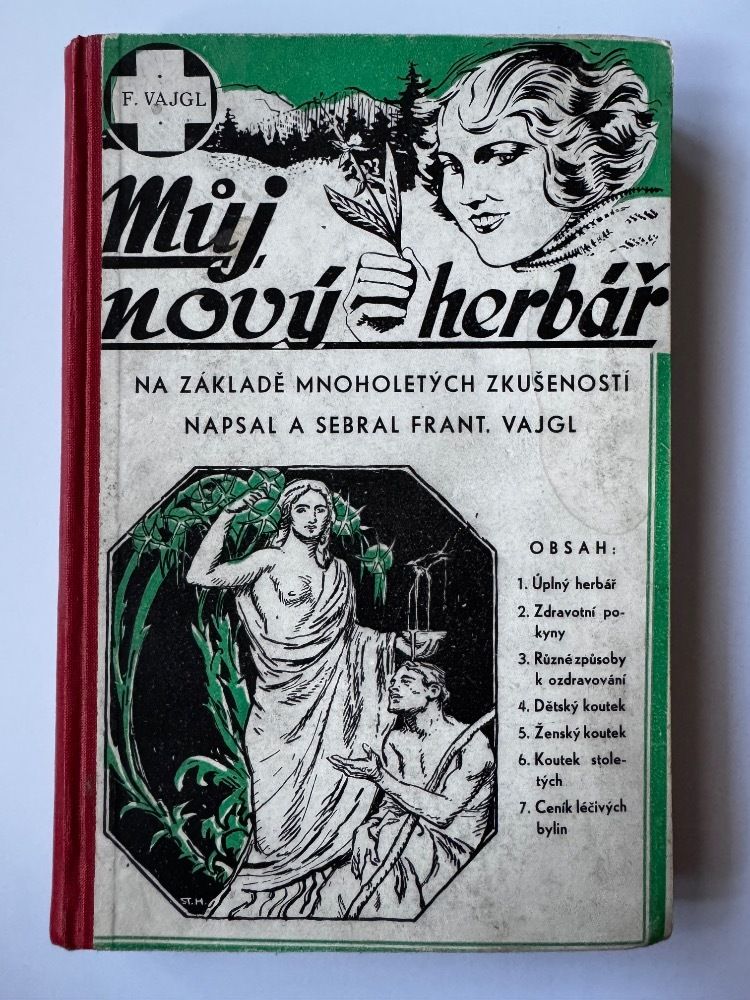 F. VAJGL
Můj
nový herbář
NA ZÁKLADĚ MNOHOLETÝCH ZKUŠENOSTÍ
NAPSAL A SEBRAL FRANT. VAJGL
OBSAH:
1. Úplný herbář
2. Zdravotní po-
kyny
3. Různé způsoby
k ozdravování
4. Dětský koutek
5. Ženský koutek
6. Koutek stole-
tých
7. Ceník léčivých
bylin
ST. H.